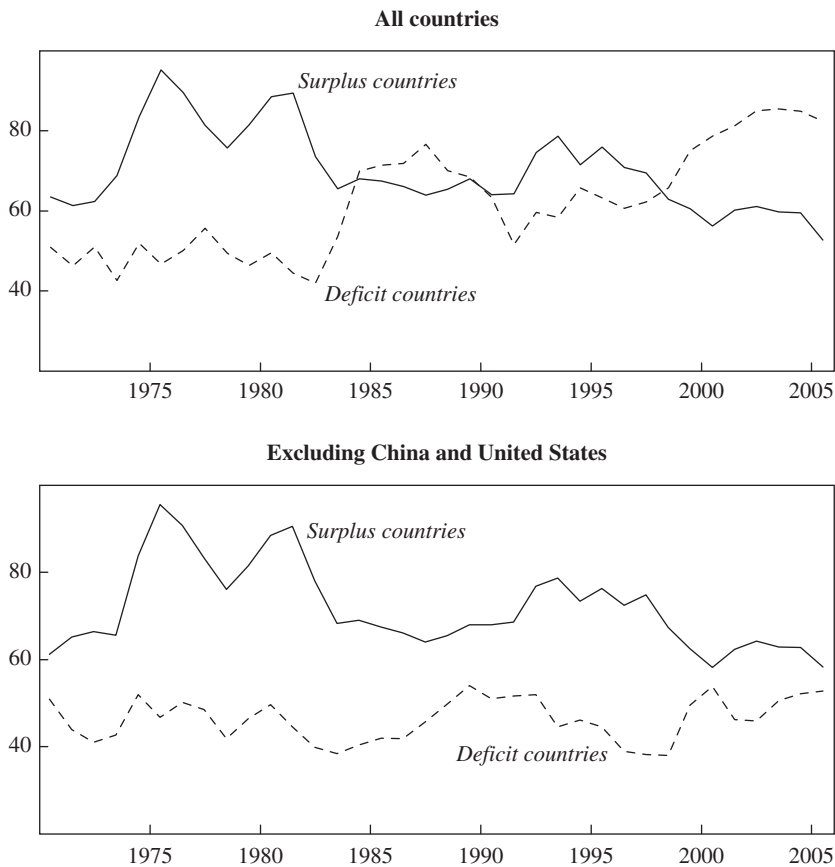 All countries
Surplus countries
80
60
40
Deficit countries
1975 1980 1985 1990 1995 2000 2005
Excluding China and United States
Surplus countries
80
60
40
Deficit countries
1975 1980 1985 1990 1995 2000 2005